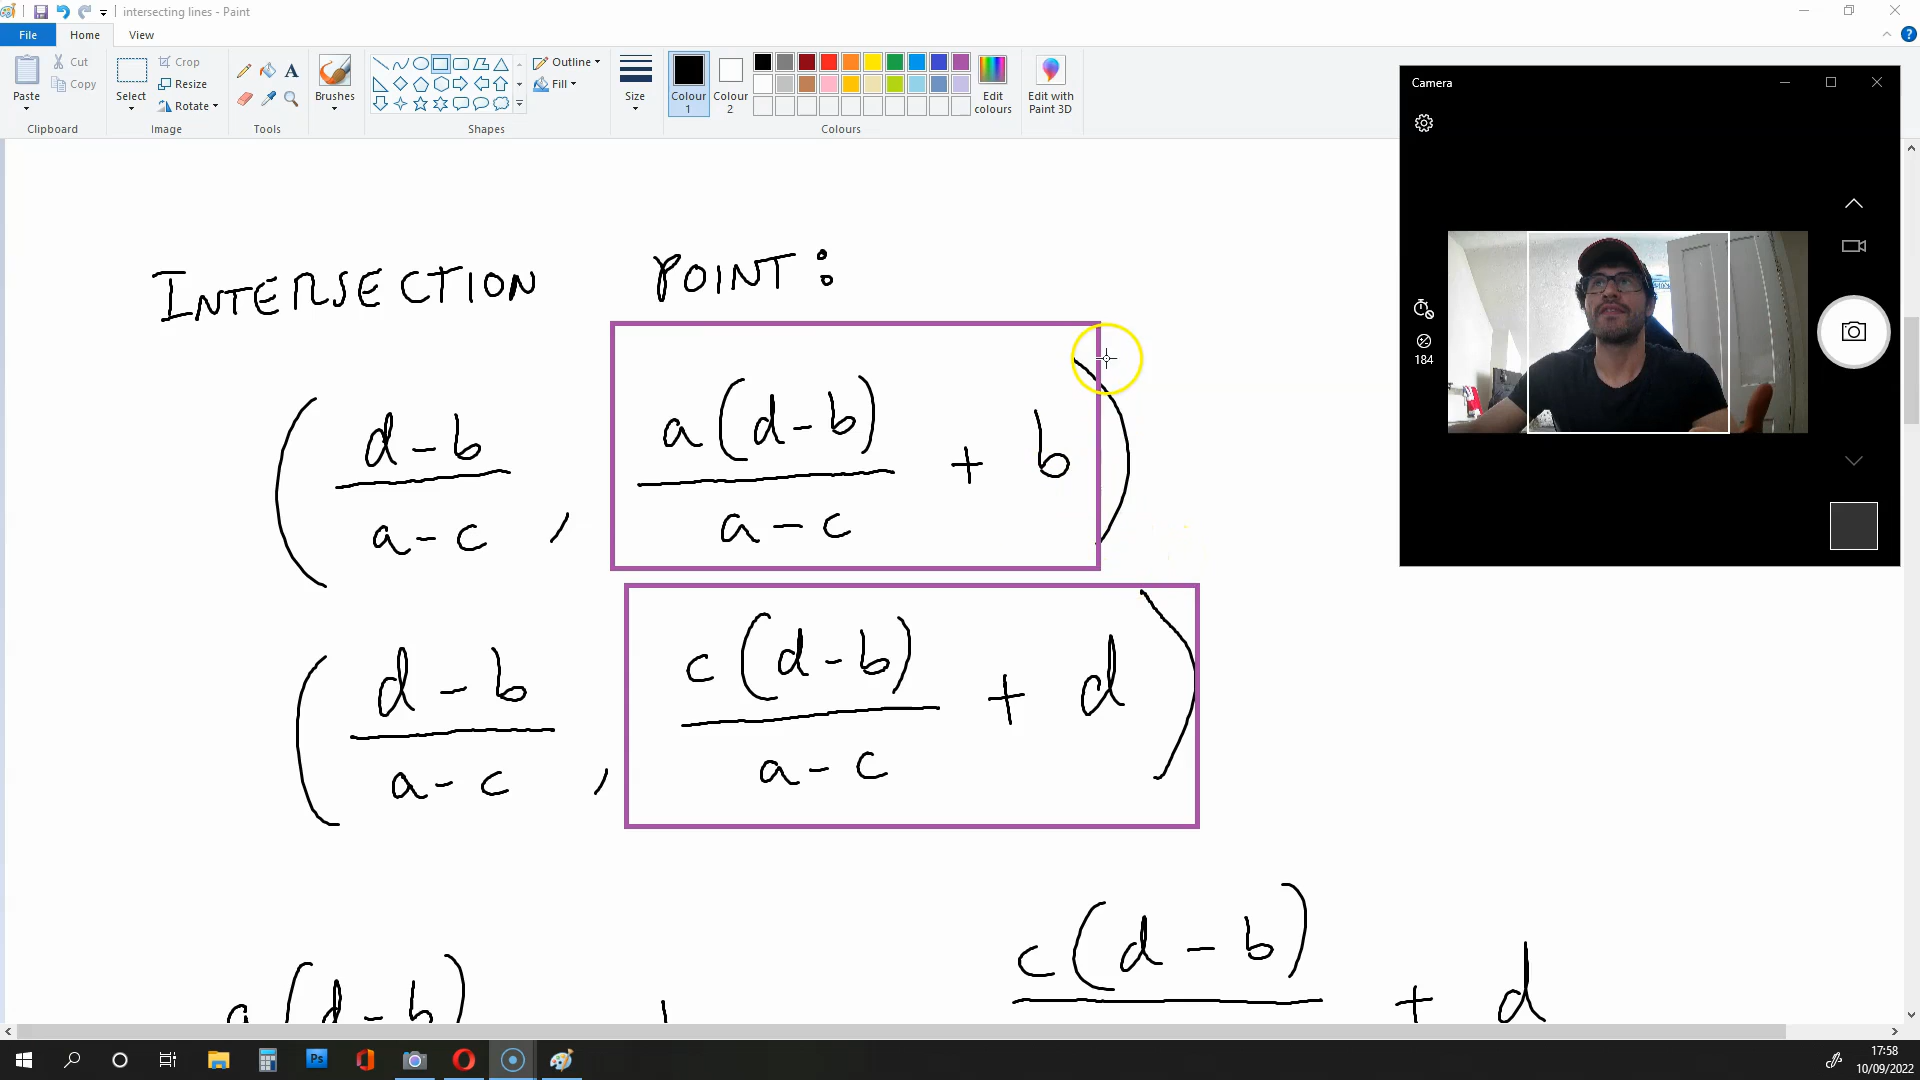 intersecting lines - Paint
File Home View
Paste Cut Copy Clipboard
Select Crop Resize Rotate Image
Tools
Brushes
Outline Fill Shapes
Size
Colour 1 Colour 2 Edit colours Colours
Edit with Paint 3D
Camera
184
INTERSECTION POINT:
( d-b / a-c , a(d-b) / a-c + b )
( d-b / a-c , c(d-b) / a-c + d )
c(d-b) + d
a(d-b)
Ps
17:58
10/09/2022